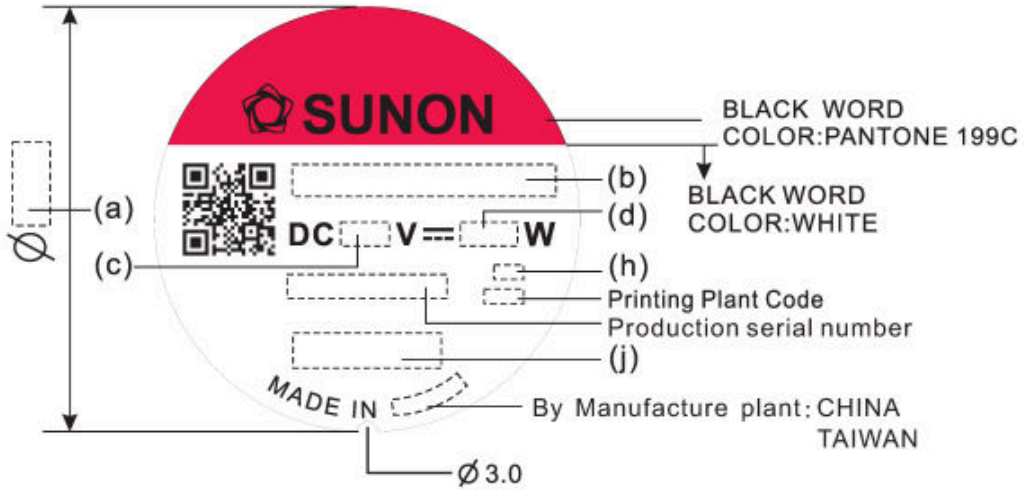 SUNON
BLACK WORD
COLOR:PANTONE 199C
(b)
BLACK WORD
COLOR:WHITE
(a)
(d)
DC V W
(c)
(h)
Printing Plant Code
Production serial number
(j)
MADE IN
By Manufacture plant: CHINA
TAIWAN
Ø
Ø 3.0